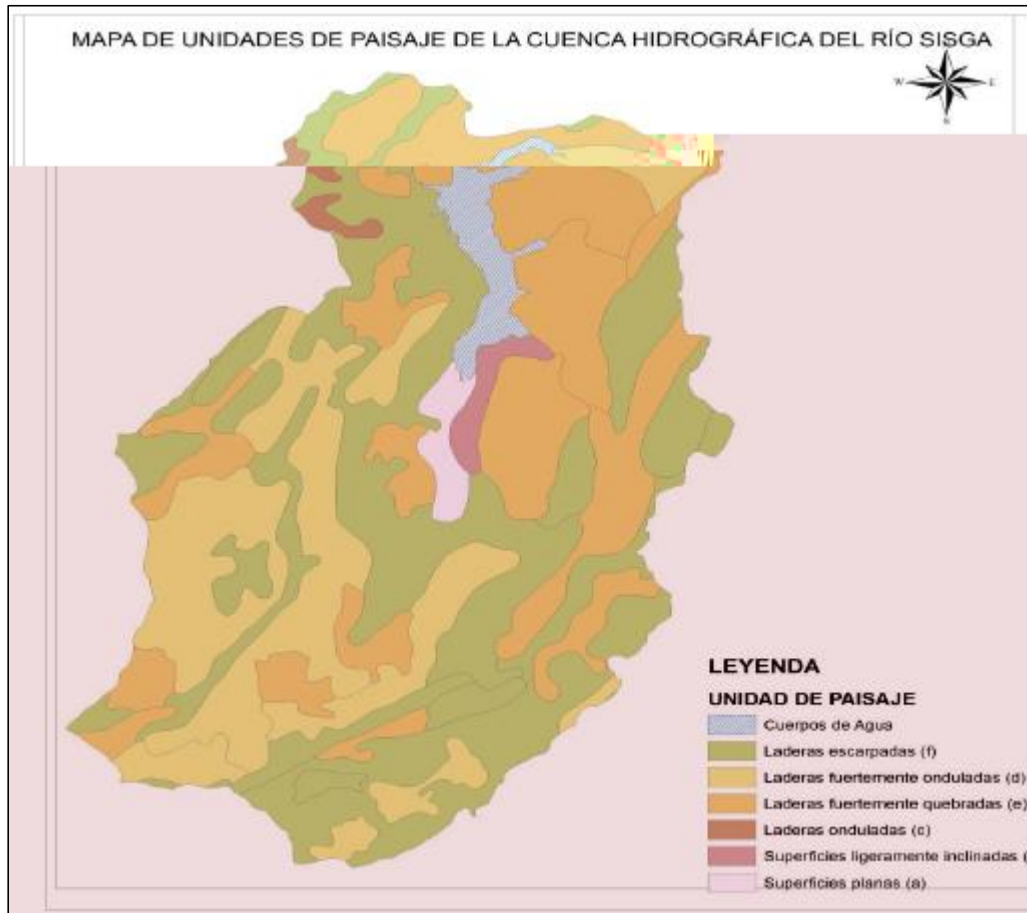 MAPA DE UNIDADES DE PAISAJE DE LA CUENCA HIDROGRÁFICA DEL RÍO SISGA
W E
S
LEYENDA
UNIDAD DE PAISAJE
Cuerpos de Agua
Laderas escarpadas (f)
Laderas fuertemente onduladas (d)
Laderas fuertemente quebradas (e)
Laderas onduladas (c)
Superficies ligeramente inclinadas (
Superficies planas (a)